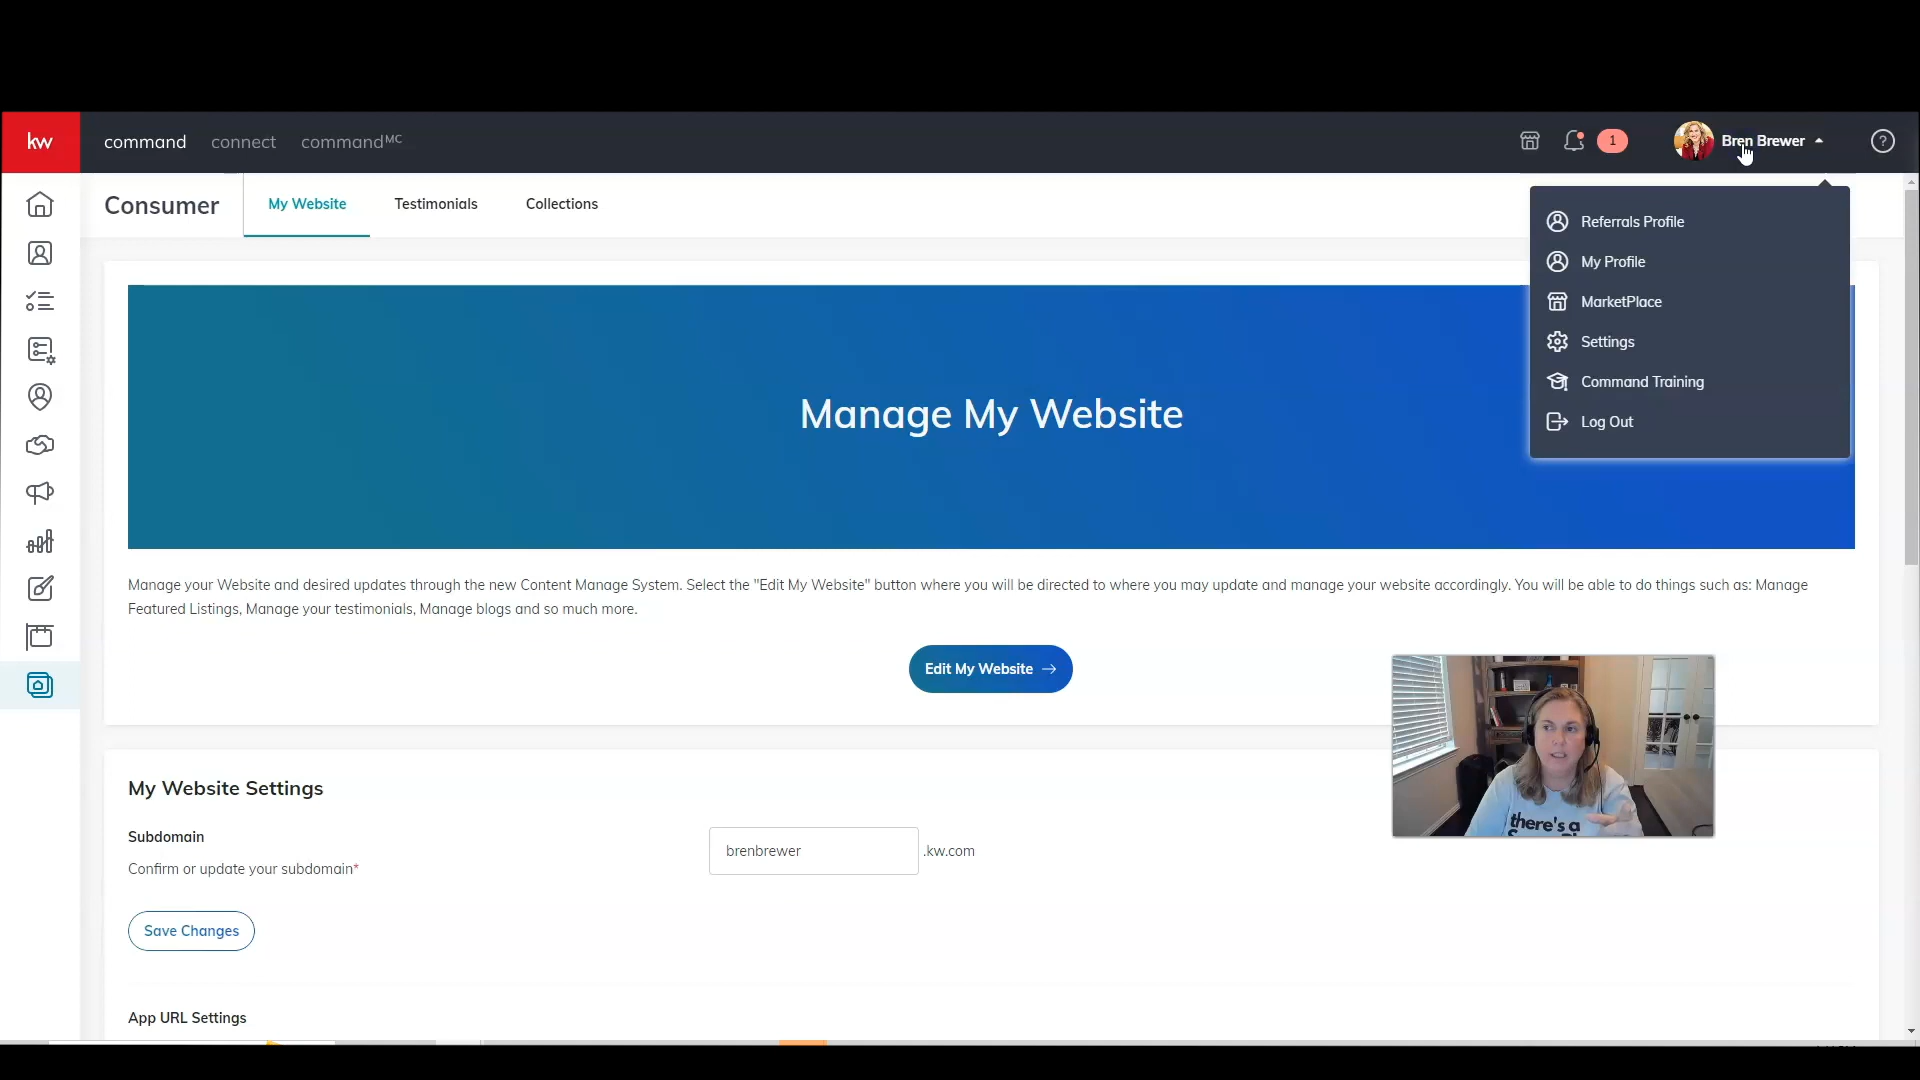 kw
command connect commandMC
1
Bren Brewer
?
Consumer
My Website
Testimonials
Collections
Referrals Profile
My Profile
MarketPlace
Settings
Command Training
Log Out
Manage My Website
Manage your Website and desired updates through the new Content Manage System. Select the "Edit My Website" button where you will be directed to where you may update and manage your website accordingly. You will be able to do things such as: Manage
Featured Listings, Manage your testimonials, Manage blogs and so much more.
Edit My Website →
there's a
My Website Settings
Subdomain
brenbrewer .kw.com
Confirm or update your subdomain*
Save Changes
App URL Settings